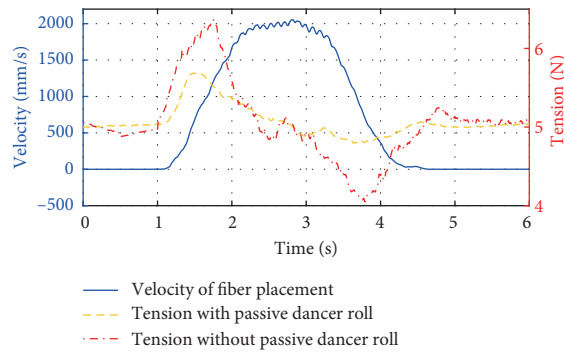 2000
1500
1000
500
0
−500
Velocity (mm/s)
6
5
4
Tension (N)
0 1 2 3 4 5 6
Time (s)
Velocity of fiber placement
Tension with passive dancer roll
Tension without passive dancer roll